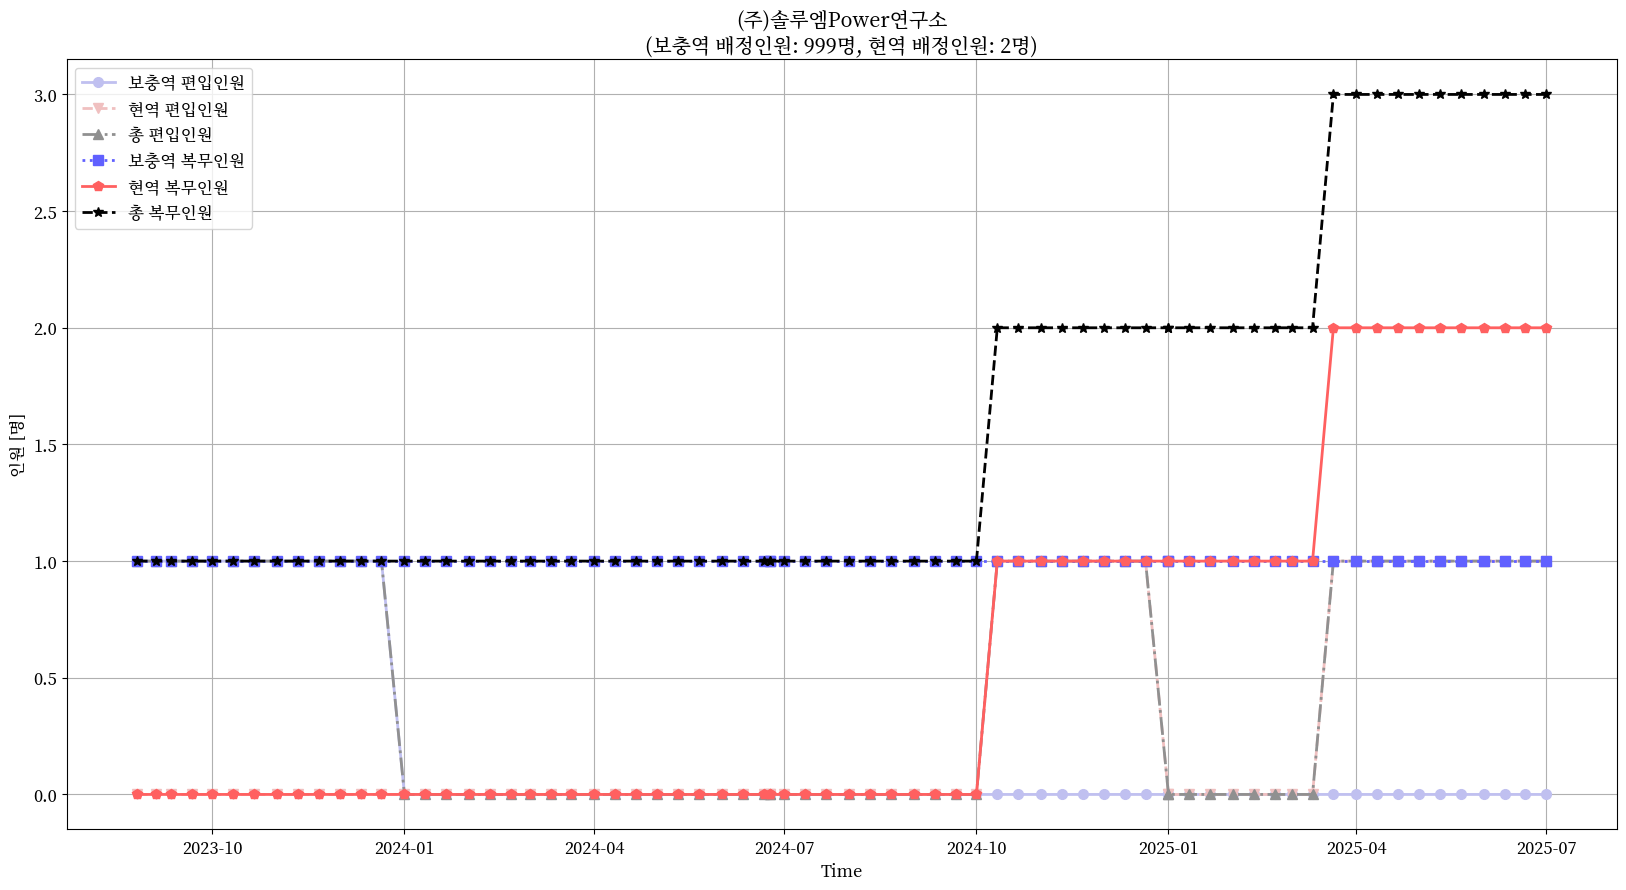 (주)솔루엠Power연구소
(보충역 배정인원: 999명, 현역 배정인원: 2명)
보충역 편입인원
현역 편입인원
총 편입인원
보충역 복무인원
현역 복무인원
총 복무인원
3.0
2.5
2.0
1.5
1.0
0.5
0.0
인원 [명]
2023-10
2024-01
2024-04
2024-07
2024-10
2025-01
2025-04
2025-07
Time